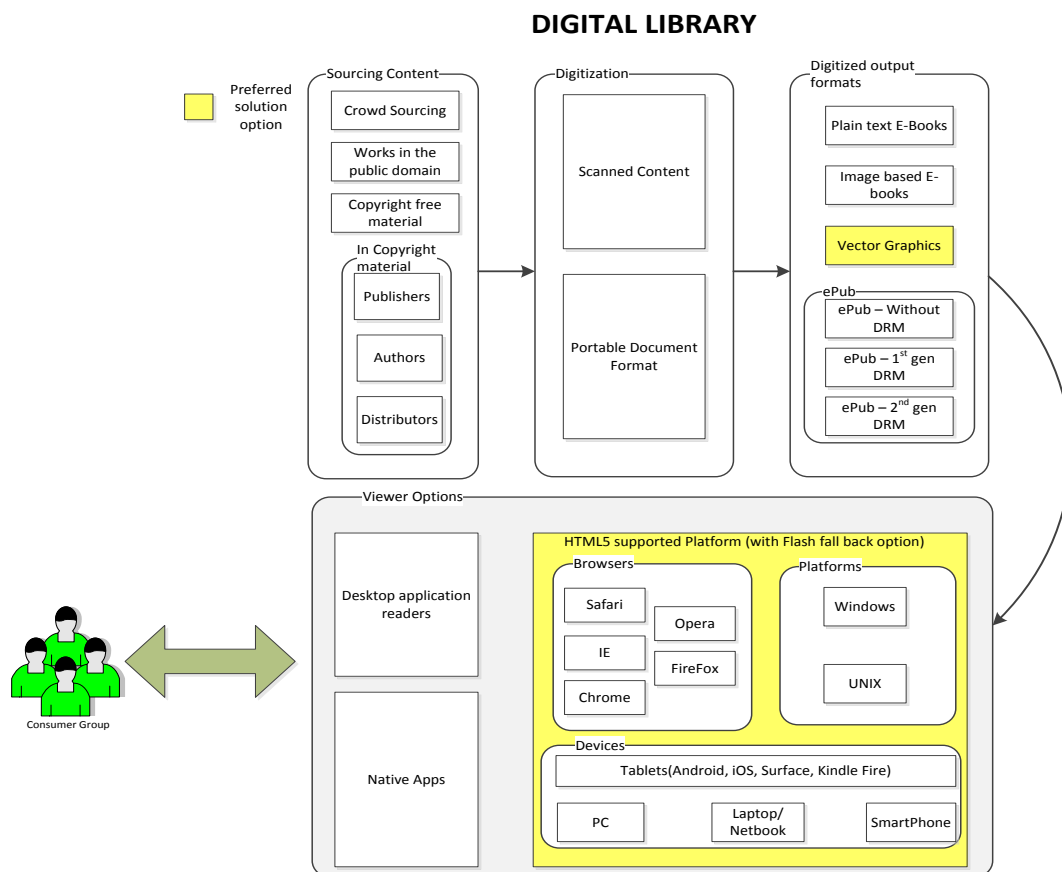 DIGITAL LIBRARY
Preferred
solution
option
Sourcing Content
Crowd Sourcing
Works in the
public domain
Copyright free
material
In Copyright
material
Publishers
Authors
Distributors
Digitization
Scanned Content
Portable Document
Format
Digitized output
formats
Plain text E-Books
Image based E-
books
Vector Graphics
ePub
ePub – Without
DRM
ePub – 1st gen
DRM
ePub – 2nd gen
DRM
Viewer Options
Desktop application
readers
Native Apps
HTML5 supported Platform (with Flash fall back option)
Browsers
Safari
IE
Chrome
Opera
FireFox
Platforms
Windows
UNIX
Devices
Tablets(Android, iOS, Surface, Kindle Fire)
PC
Laptop/
Netbook
SmartPhone
Consumer Group